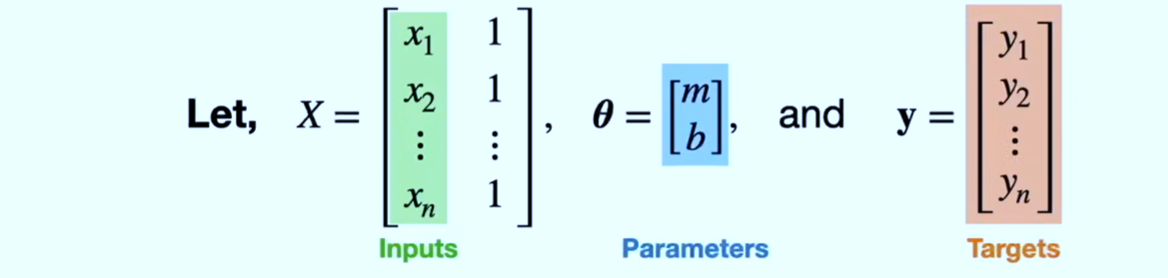 Let, X = [x₁ 1 x₂ 1 ⋮ ⋮ xₙ 1], θ = [m b], and y = [y₁ y₂ ⋮ yₙ]
Inputs Parameters Targets